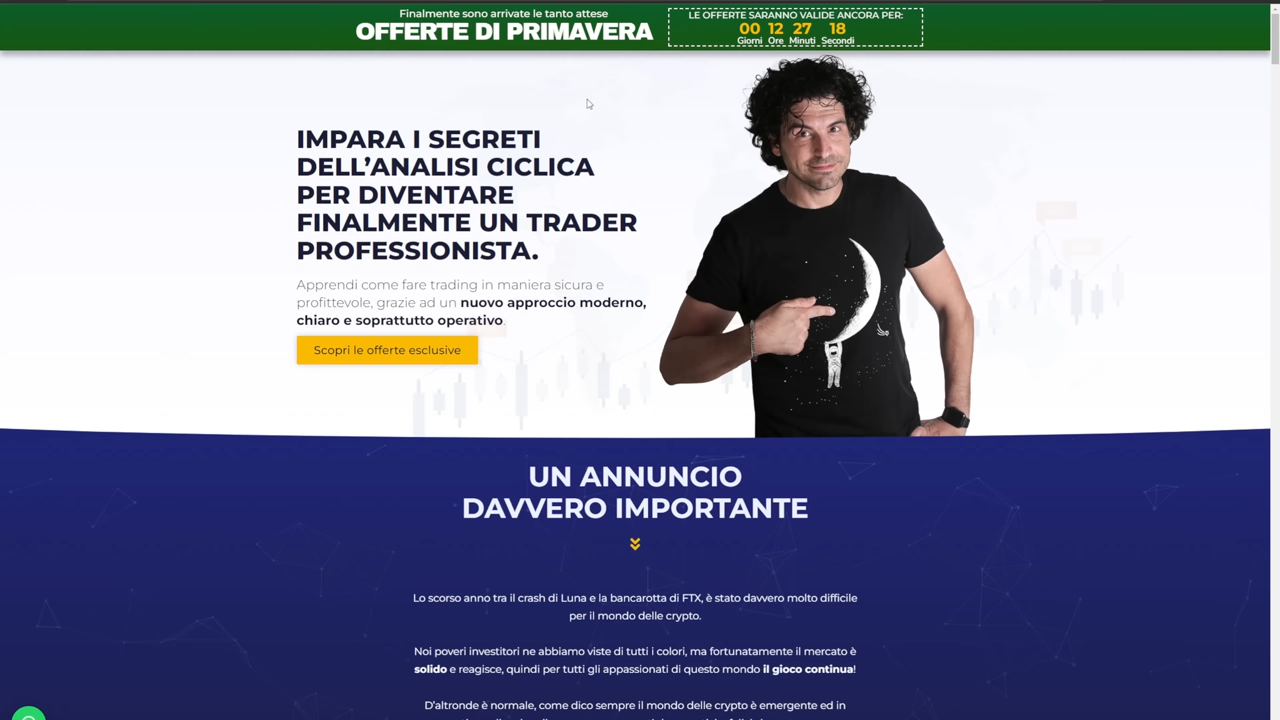 Finalmente sono arrivate le tanto attese
OFFERTE DI PRIMAVERA
LE OFFERTE SARANNO VALIDE ANCORA PER:
00 12 27 18
Giorni Ore Minuti Secondi
IMPARA I SEGRETI
DELL'ANALISI CICLICA
PER DIVENTARE
FINALMENTE UN TRADER
PROFESSIONISTA.
Apprendi come fare trading in maniera sicura e
profittevole, grazie ad un nuovo approccio moderno,
chiaro e soprattutto operativo.
Scopri le offerte esclusive
UN ANNUNCIO
DAVVERO IMPORTANTE
Lo scorso anno tra il crash di Luna e la bancarotta di FTX, è stato davvero molto difficile
per il mondo delle crypto.
Noi poveri investitori ne abbiamo viste di tutti i colori, ma fortunatamente il mercato è
solido e reagisce, quindi per tutti gli appassionati di questo mondo il gioco continua!
D'altronde è normale, come dico sempre il mondo delle crypto è emergente ed in